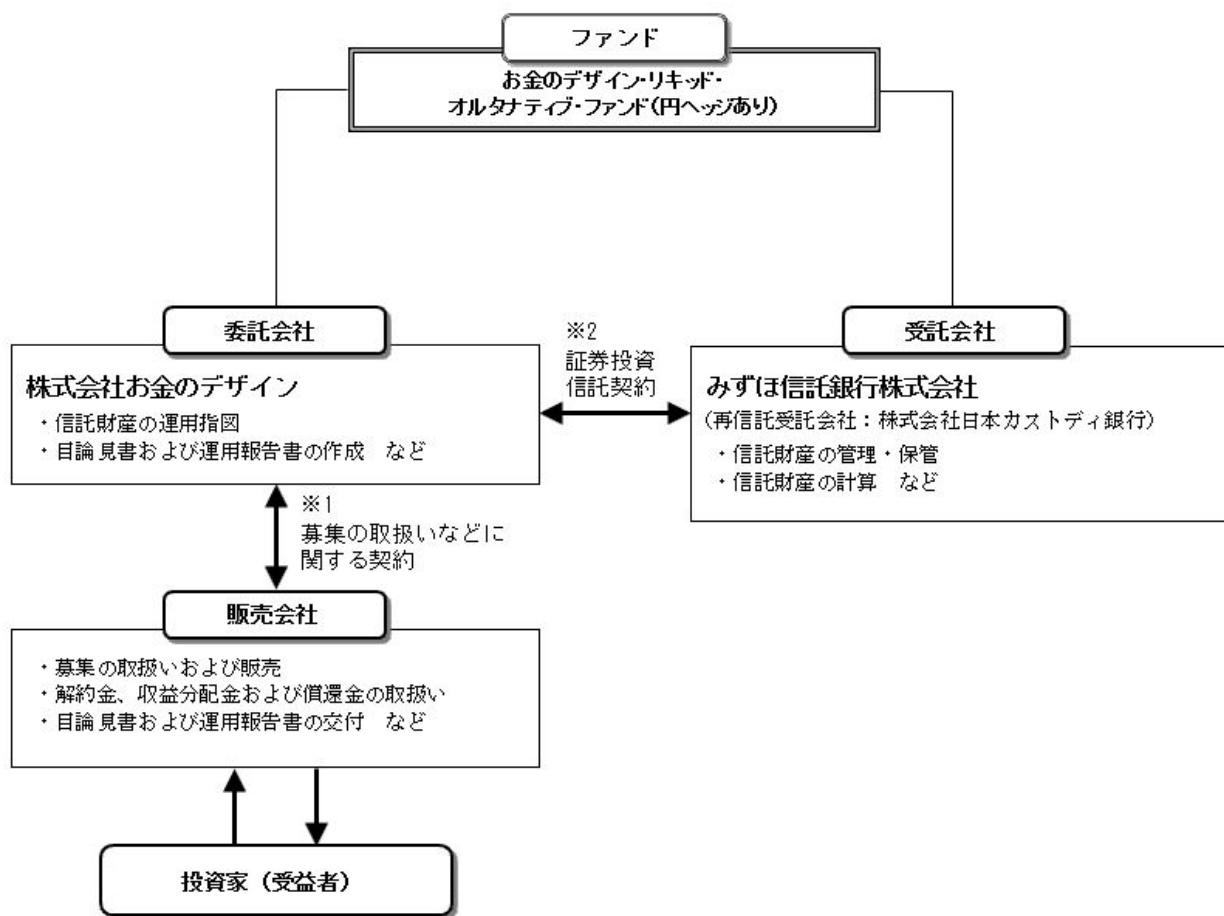 ファンド
お金のデザイン・リキッド・
オルタナティブ・ファンド(円ヘッジあり)
委託会社
株式会社お金のデザイン
・信託財産の運用指図
・目論見書および運用報告書の作成　など
※2
証券投資
信託契約
受託会社
みずほ信託銀行株式会社
(再信託受託会社：株式会社日本カストディ銀行)
・信託財産の管理・保管
・信託財産の計算　など
※1
募集の取扱いなどに
関する契約
販売会社
・募集の取扱いおよび販売
・解約金、収益分配金および償還金の取扱い
・目論見書および運用報告書の交付　など
投資家（受益者）